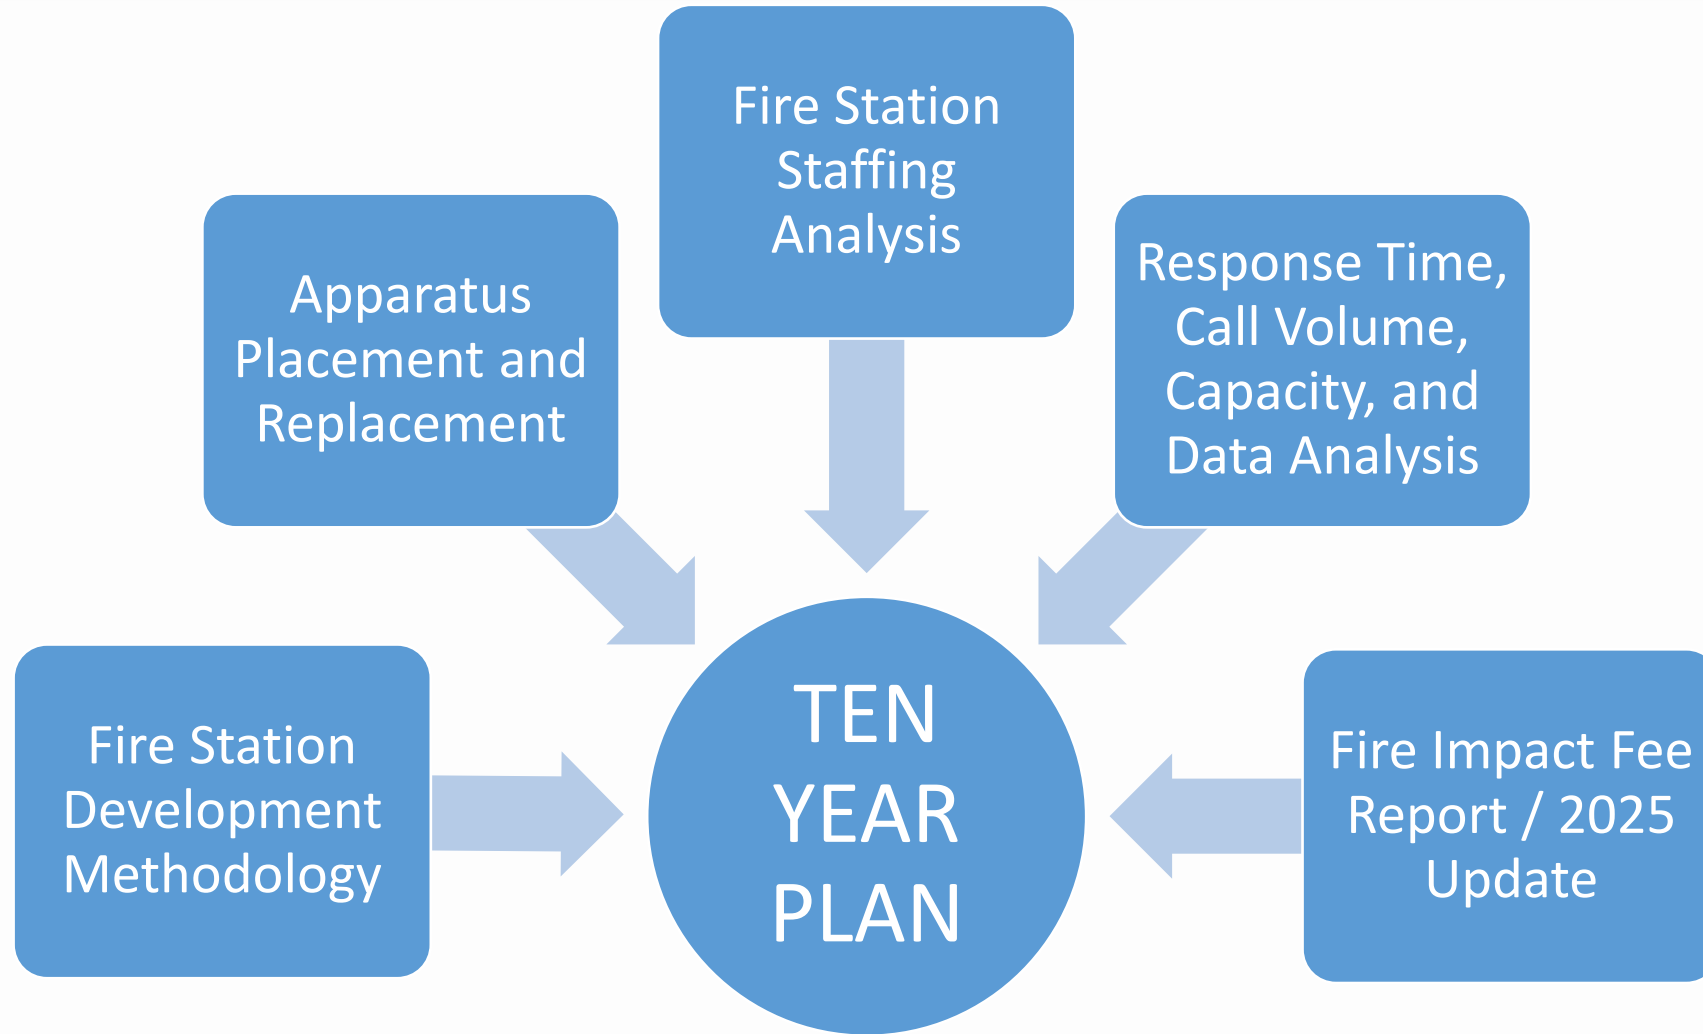 Fire Station
Staffing
Analysis
Apparatus
Placement and
Replacement
Response Time,
Call Volume,
Capacity, and
Data Analysis
Fire Station
Development
Methodology
TEN
YEAR
PLAN
Fire Impact Fee
Report / 2025
Update